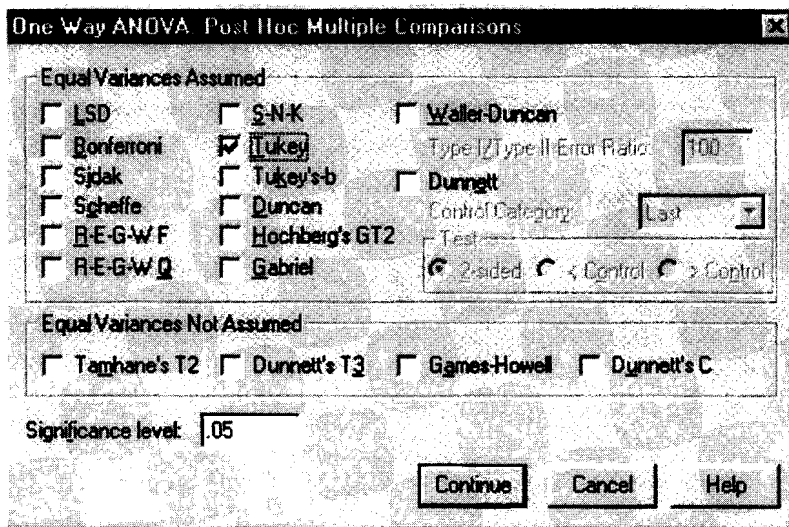 One Way ANOVA: Post Hoc Multiple Comparisons
Equal Variances Assumed
LSD S-N-K Waller-Duncan
Bonferroni Tukey Type I/Type II Error Ratio: 100
Sidak Tukey's-b Dunnett
Scheffe Duncan Control Category: Last
R-E-G-W F Hochberg's GT2 Test
R-E-G-W Q Gabriel 2-sided < Control > Control
Equal Variances Not Assumed
Tamhane's T2 Dunnett's T3 Games-Howell Dunnett's C
Significance level: .05
Continue Cancel Help